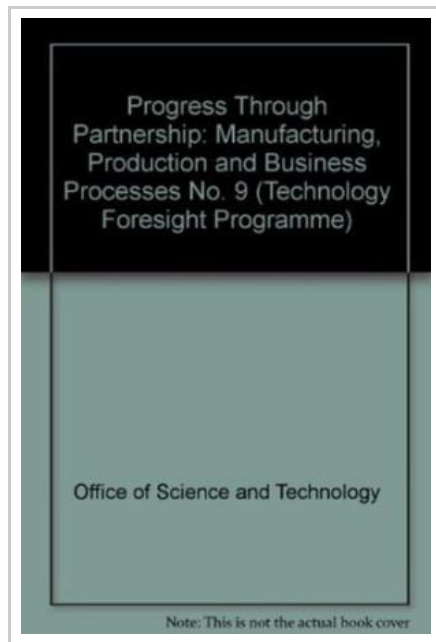 Progress Through
Partnership: Manufacturing,
Production and Business
Processes No. 9 (Technology
Foresight Programme)
Office of Science and Technology
Note: This is not the actual book cover